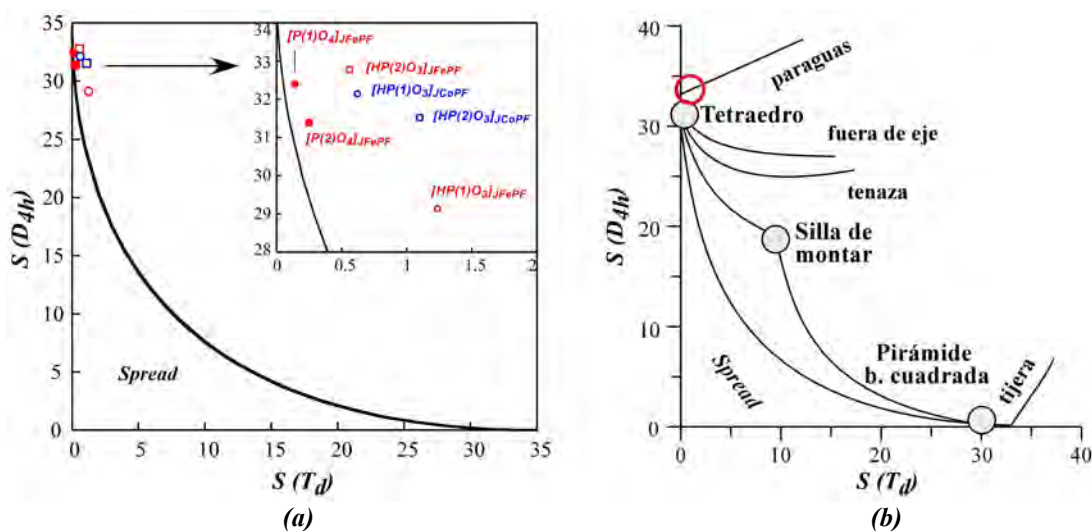 35
30
25
20
15
10
5
0
S (D4h)
0
5
10
15
20
25
30
35
S (Td)
Spread
34
33
32
31
30
29
28
0
0.5
1
1.5
2
[P(1)O4]JFePF
[HP(2)O3]JFePF
[HP(1)O3]JCoPF
[HP(2)O3]JCoPF
[P(2)O4]JFePF
[HP(1)O3]JFePF
(a)
40
30
20
10
0
S (D4h)
0
10
20
30
40
S (Td)
paraguas
Tetraedro
fuera de eje
tenaza
Silla de
montar
Pirámide
b. cuadrada
tijera
Spread
(b)